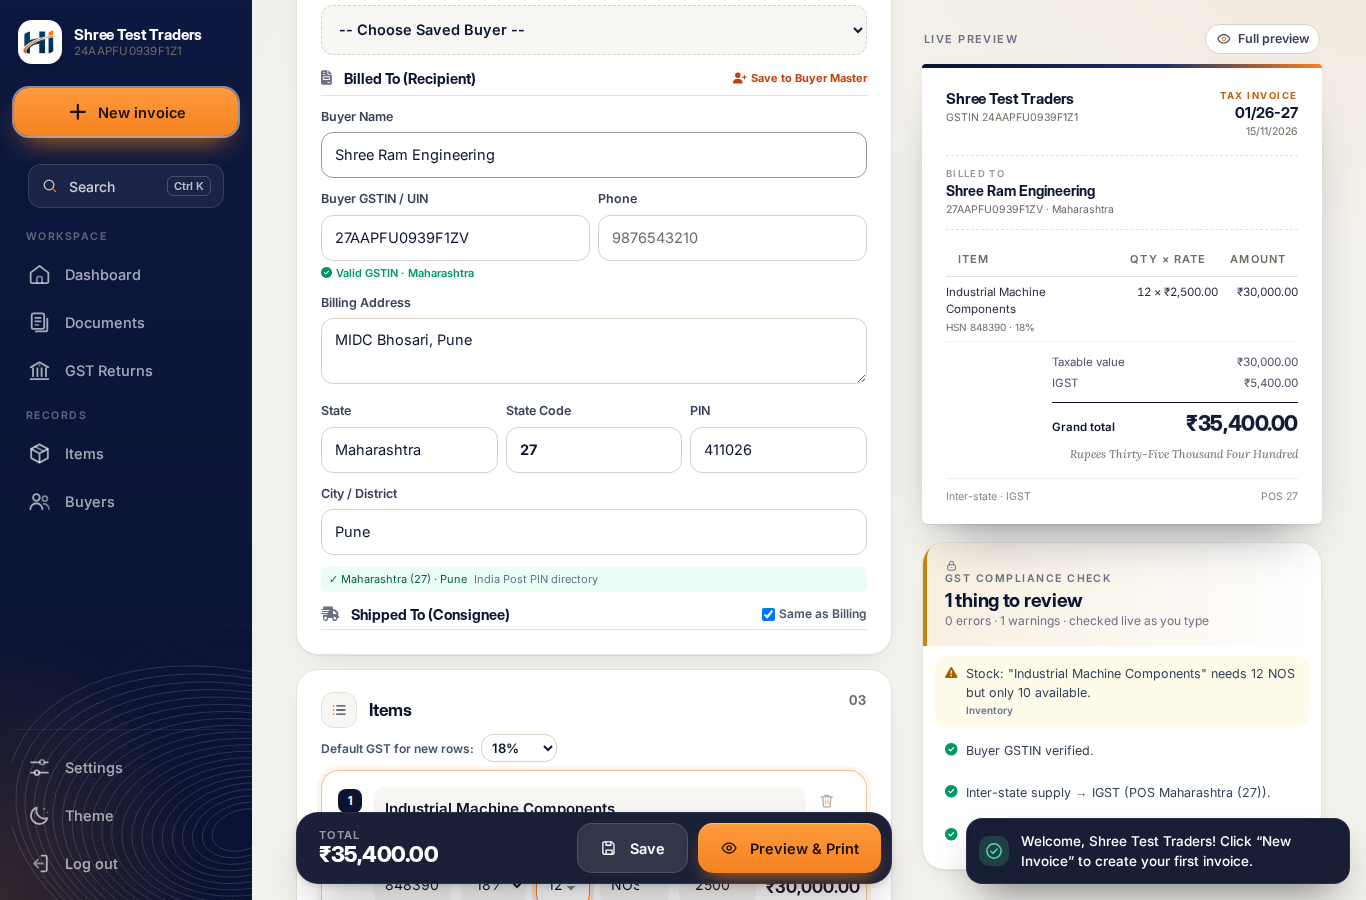 Shree Test Traders
24AAPFU0939F1Z1
New invoice
Search
Ctrl K
WORKSPACE
Dashboard
Documents
GST Returns
RECORDS
Items
Buyers
Settings
Theme
Log out
-- Choose Saved Buyer --
Billed To (Recipient)
Save to Buyer Master
Buyer Name
Shree Ram Engineering
Buyer GSTIN / UIN
Phone
27AAPFU0939F1ZV
9876543210
Valid GSTIN · Maharashtra
Billing Address
MIDC Bhosari, Pune
State
State Code
PIN
Maharashtra
27
411026
City / District
Pune
✓ Maharashtra (27) · Pune India Post PIN directory
Shipped To (Consignee)
Same as Billing
Items
03
Default GST for new rows:
18%
1
Industrial Machine Components
TOTAL
₹35,400.00
Save
Preview & Print
848390
18%
12
NOS
2500
₹30,000.00
LIVE PREVIEW
Full preview
Shree Test Traders
GSTIN 24AAPFU0939F1Z1
TAX INVOICE
01/26-27
15/11/2026
BILLED TO
Shree Ram Engineering
27AAPFU0939F1ZV · Maharashtra
ITEM QTY × RATE AMOUNT
Industrial Machine 12 × ₹2,500.00 ₹30,000.00
Components
HSN 848390 · 18%
Taxable value ₹30,000.00
IGST ₹5,400.00
Grand total ₹35,400.00
Rupees Thirty-Five Thousand Four Hundred
Inter-state · IGST POS 27
GST COMPLIANCE CHECK
1 thing to review
0 errors · 1 warnings · checked live as you type
Stock: "Industrial Machine Components" needs 12 NOS
but only 10 available.
Inventory
Buyer GSTIN verified.
Inter-state supply → IGST (POS Maharashtra (27)).
Welcome, Shree Test Traders! Click “New
Invoice” to create your first invoice.